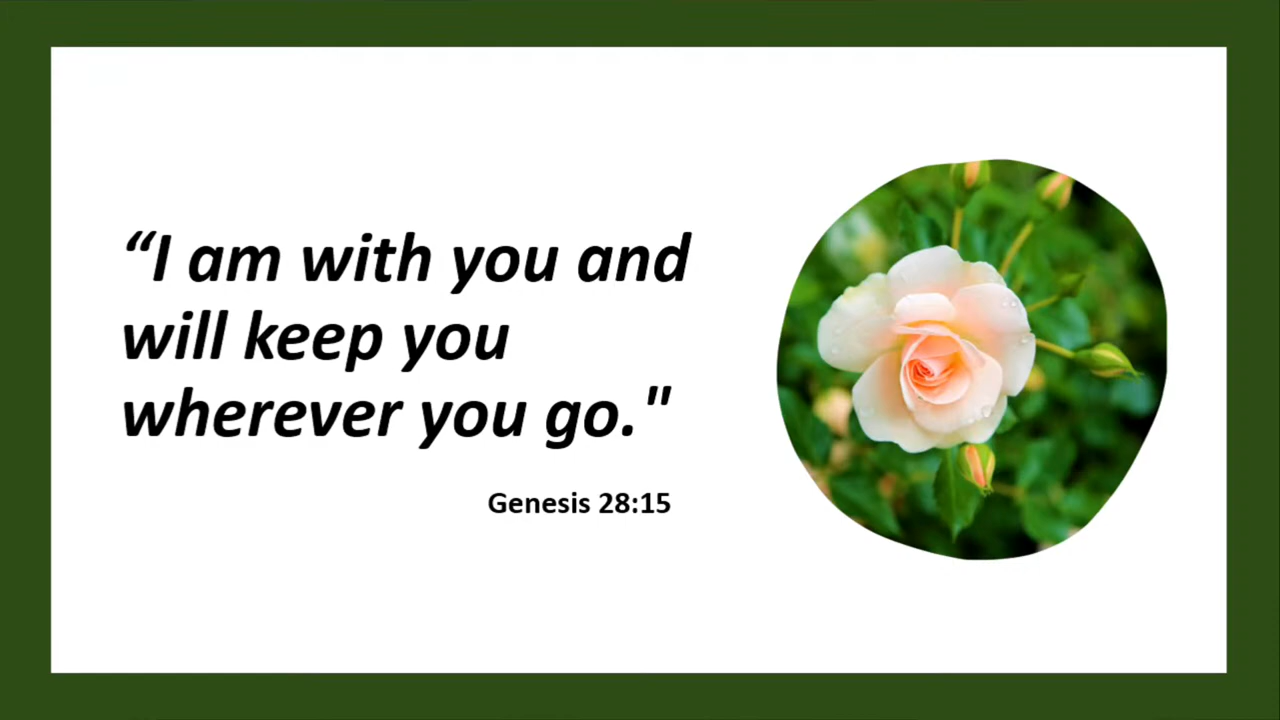 “I am with you and
will keep you
wherever you go."
Genesis 28:15